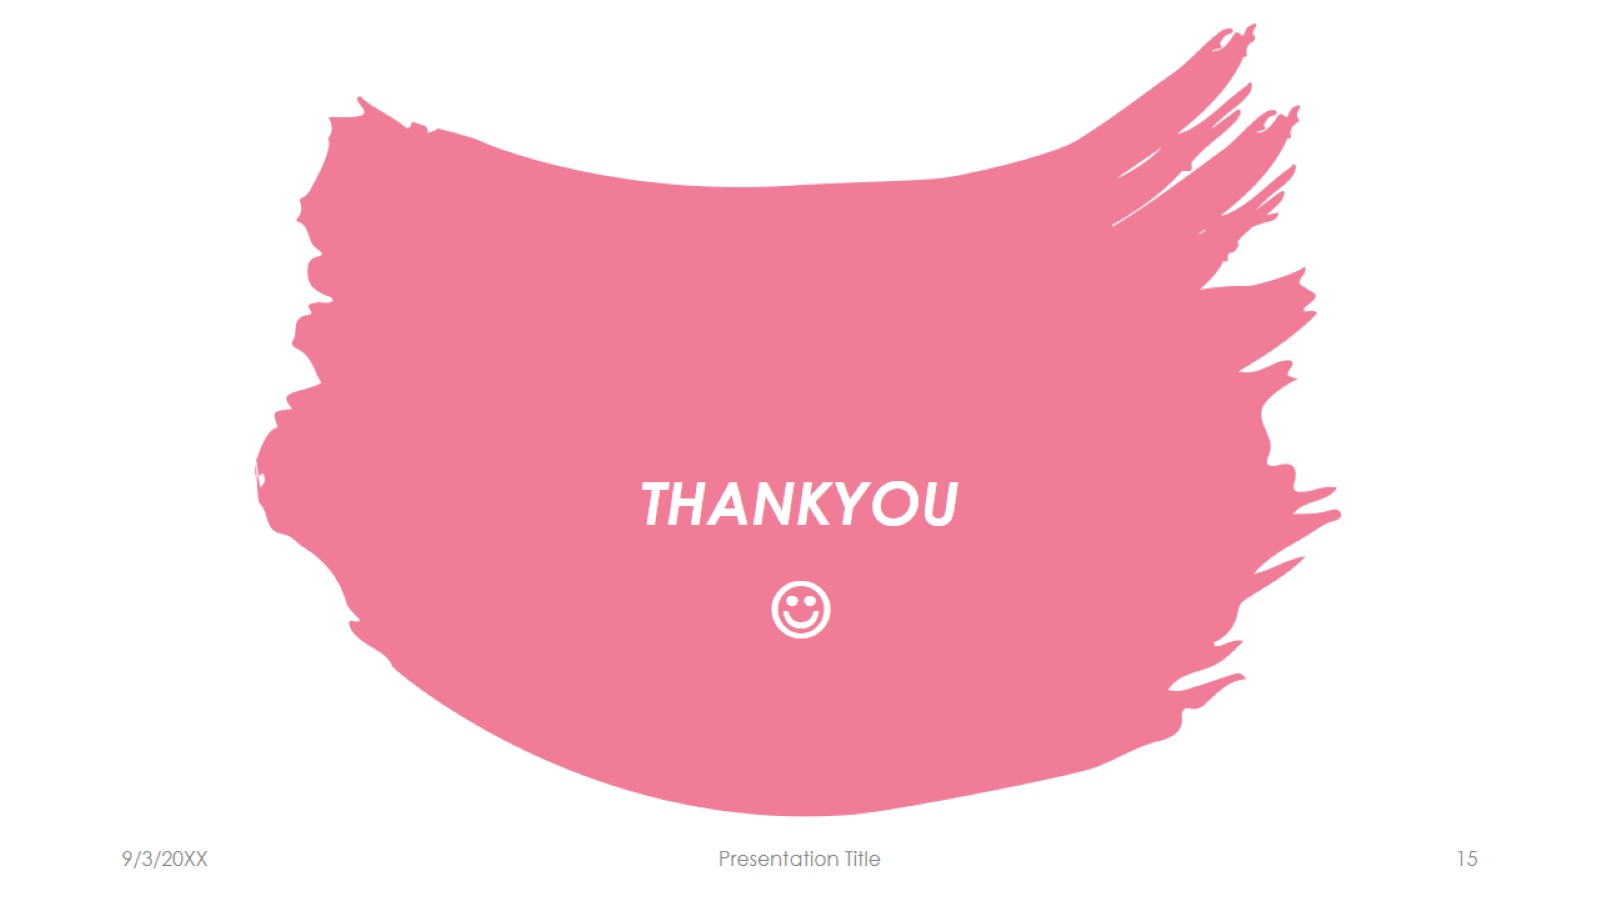 THANKYOU
9/3/20XX
Presentation Title
15